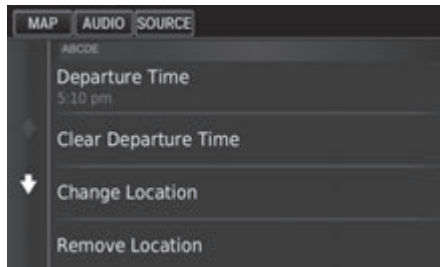 MAP AUDIO SOURCE
ABCDE
Departure Time
5:10 pm
Clear Departure Time
Change Location
Remove Location